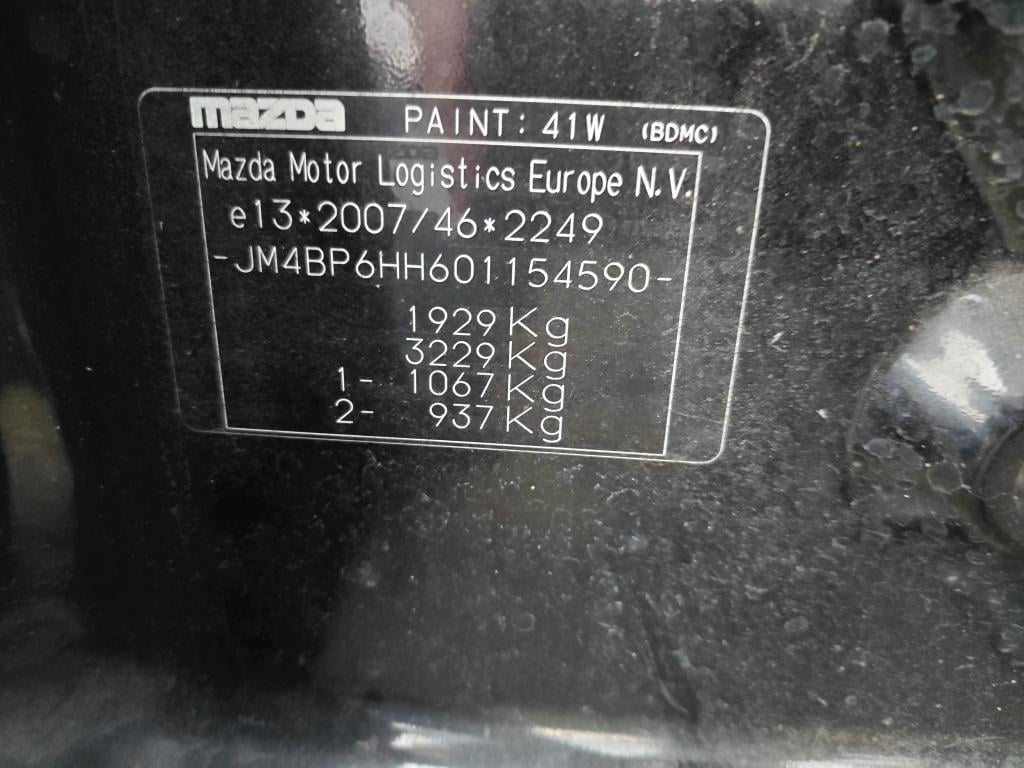 mazda PAINT: 41W (BDMC)
Mazda Motor Logistics Europe N.V.
e13*2007/46*2249
-JM4BP6HH601154590-
1929 Kg
3229 Kg
1- 1067 Kg
2- 937 Kg